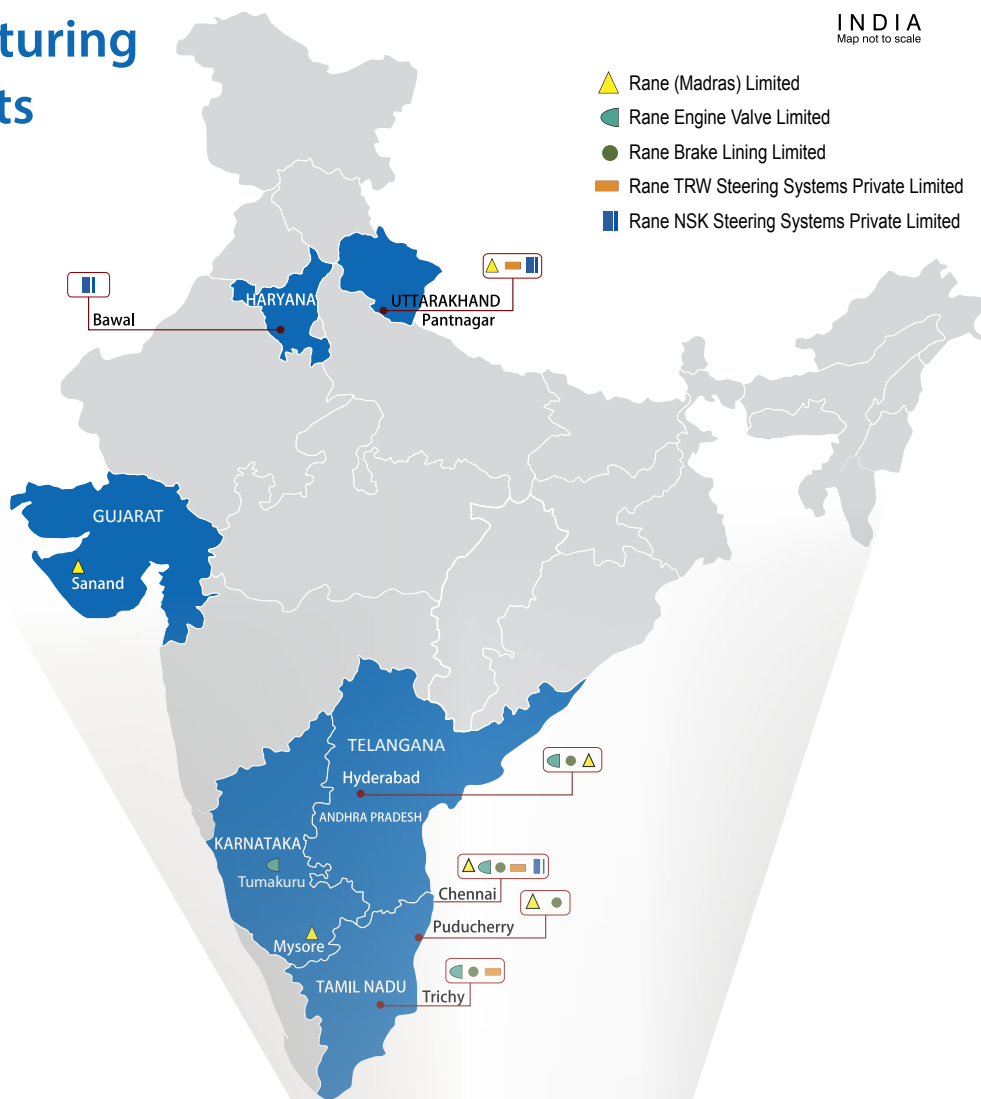 turing
ts
INDIA
Map not to scale
Rane (Madras) Limited
Rane Engine Valve Limited
Rane Brake Lining Limited
Rane TRW Steering Systems Private Limited
Rane NSK Steering Systems Private Limited
HARYANA
Bawal
UTTARAKHAND
Pantnagar
GUJARAT
Sanand
TELANGANA
Hyderabad
ANDHRA PRADESH
KARNATAKA
Tumakuru
Chennai
Puducherry
Mysore
TAMIL NADU
Trichy